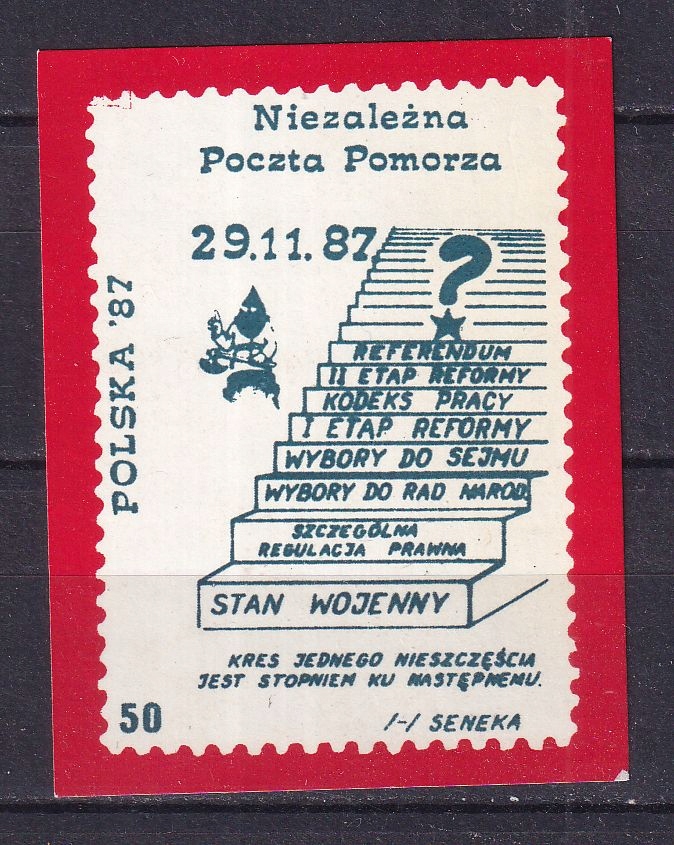 Niezależna
Poczta Pomorza
29.11.87.
POLSKA '87
?
REFERENDUM
II ETAP REFORMY
KODEKS PRACY
I ETAP REFORMY
WYBORY DO SEJMU
WYBORY DO RAD NAROD.
SZCZEGÓLNA
REGULACJA PRAWNA
STAN WOJENNY
KRES JEDNEGO NIESZCZĘŚCIA
JEST STOPNIEM KU NASTĘPNEMU.
50
/-/ SENEKA